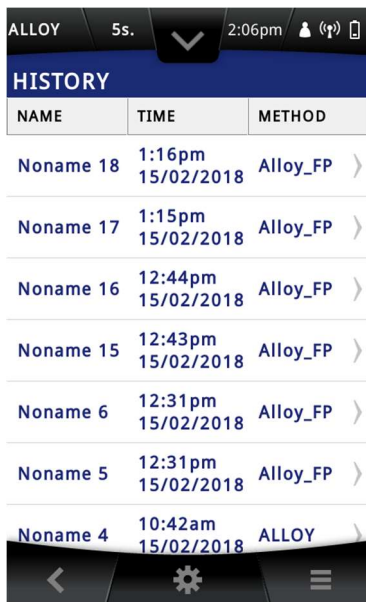 ALLOY 5s. 2:06pm
HISTORY
NAME TIME METHOD
Noname 18 1:16pm 15/02/2018 Alloy_FP
Noname 17 1:15pm 15/02/2018 Alloy_FP
Noname 16 12:44pm 15/02/2018 Alloy_FP
Noname 15 12:43pm 15/02/2018 Alloy_FP
Noname 6 12:31pm 15/02/2018 Alloy_FP
Noname 5 12:31pm 15/02/2018 Alloy_FP
Noname 4 10:42am 15/02/2018 ALLOY